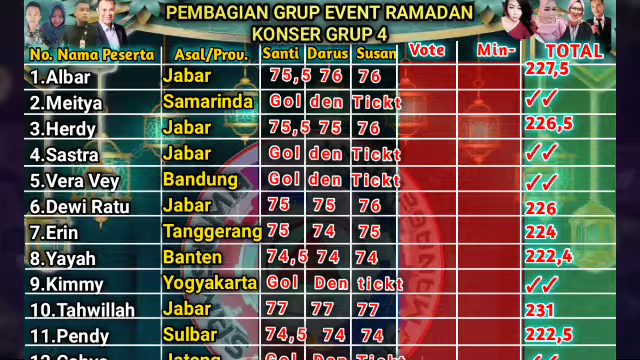 PEMBAGIAN GRUP EVENT RAMADAN
KONSER GRUP 4
No. Nama Peserta Asal/Prov. Santi Darus Susan Vote Min- TOTAL
1.Albar Jabar 75,5 76 76 227,5
2.Meitya Samarinda Gol den Tickt ✓✓
3.Herdy Jabar 75,5 75 76 226,5
4.Sastra Jabar Gol den Tickt ✓✓
5.Vera Vey Bandung Gol den Tickt ✓✓
6.Dewi Ratu Jabar 75 75 76 226
7.Erin Tanggerang 75 74 75 224
8.Yayah Banten 74,5 74 74 222,4
9.Kimmy Yogyakarta Gol Den tickt ✓✓
10.Tahwillah Jabar 77 77 77 231
11.Pendy Sulbar 74,5 74 74 222,5